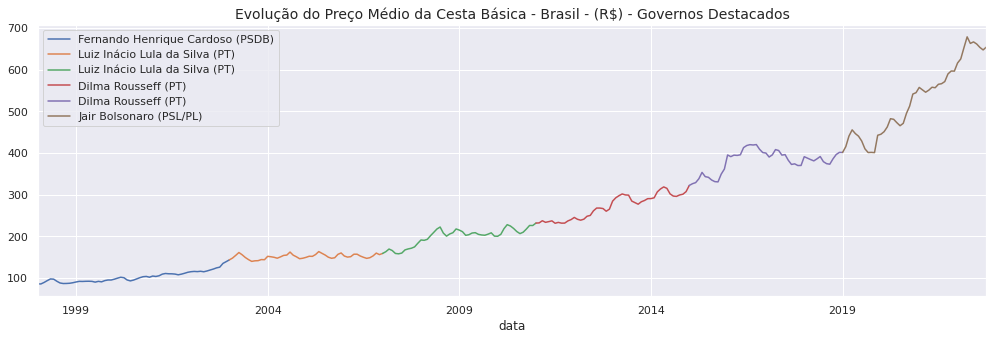 Evolução do Preço Médio da Cesta Básica - Brasil - (R$) - Governos Destacados
700
600
500
400
300
200
100
Fernando Henrique Cardoso (PSDB)
Luiz Inácio Lula da Silva (PT)
Luiz Inácio Lula da Silva (PT)
Dilma Rousseff (PT)
Dilma Rousseff (PT)
Jair Bolsonaro (PSL/PL)
1999
2004
2009
2014
2019
data